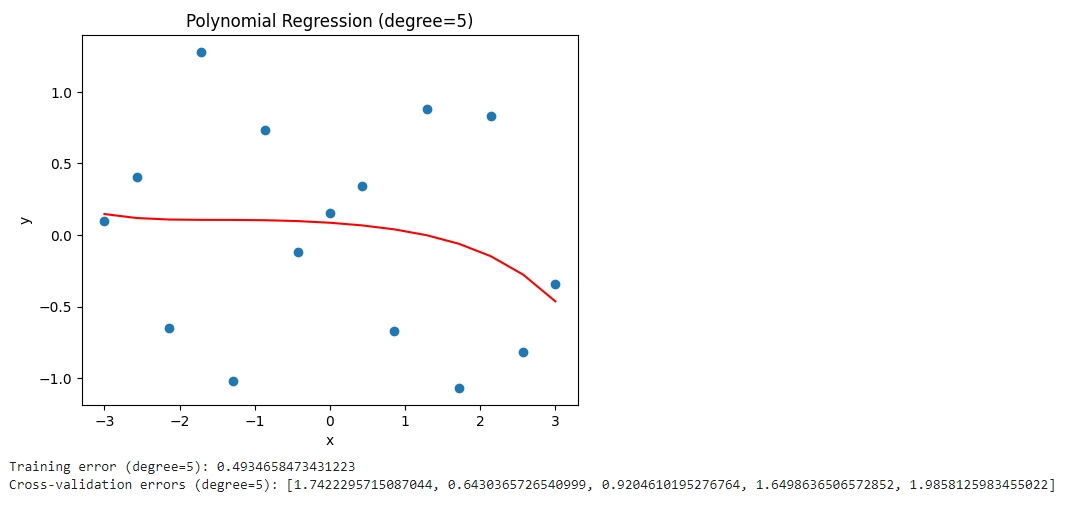 Polynomial Regression (degree=5)
1.0
0.5
0.0
−0.5
−1.0
y
−3 −2 −1 0 1 2 3
x
Training error (degree=5): 0.4934658473431223
Cross-validation errors (degree=5): [1.7422295715087044, 0.6430365726540999, 0.9204610195276764, 1.6498636506572852, 1.9858125983455022]